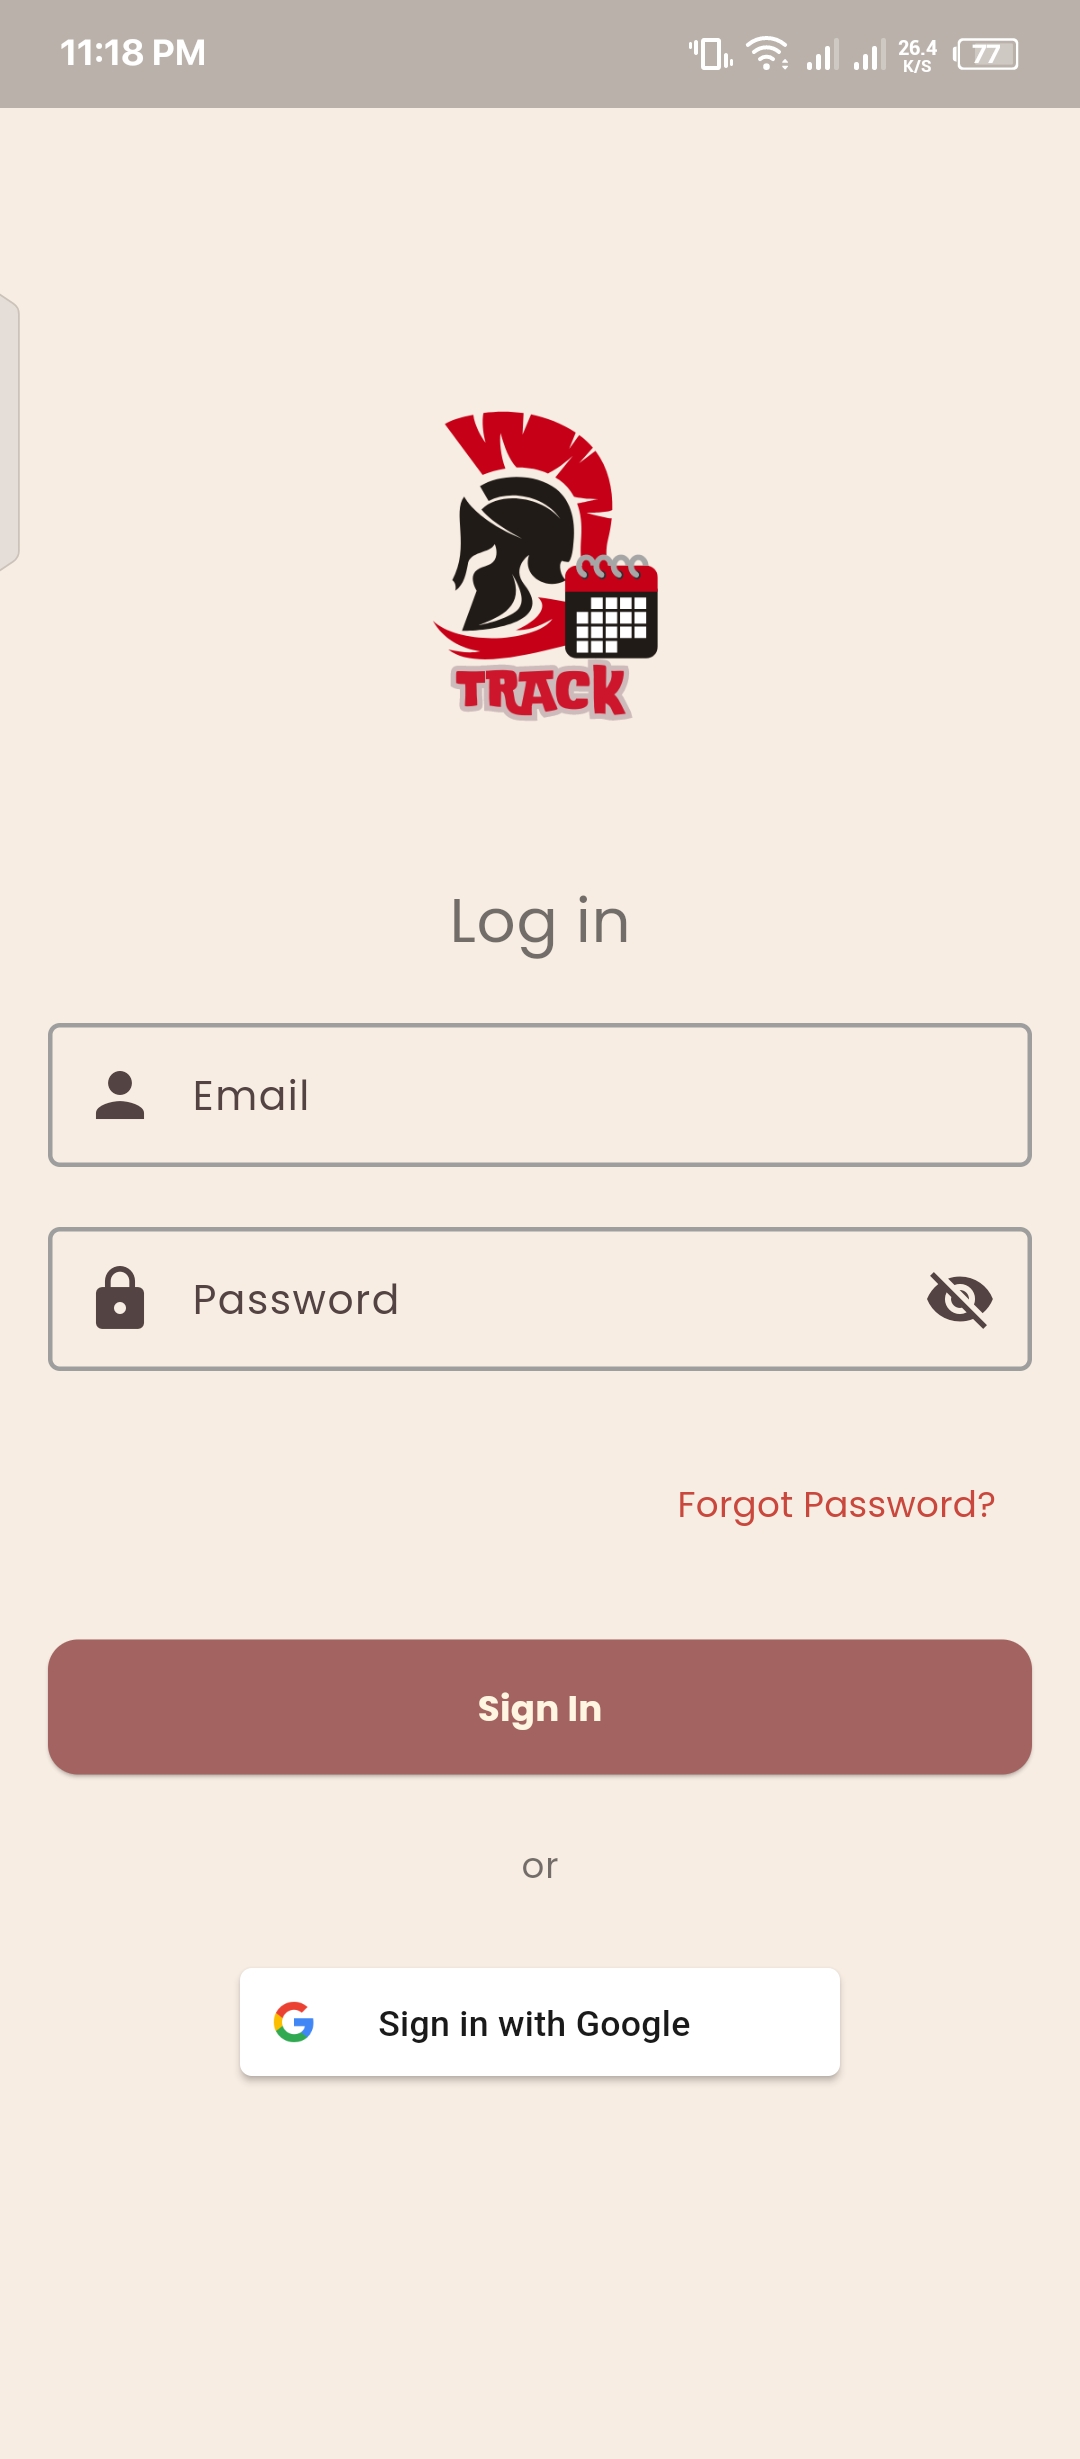 11:18 PM
26.4
K/S
77
TRACK
Log in
Email
Password
Forgot Password?
Sign In
or
Sign in with Google